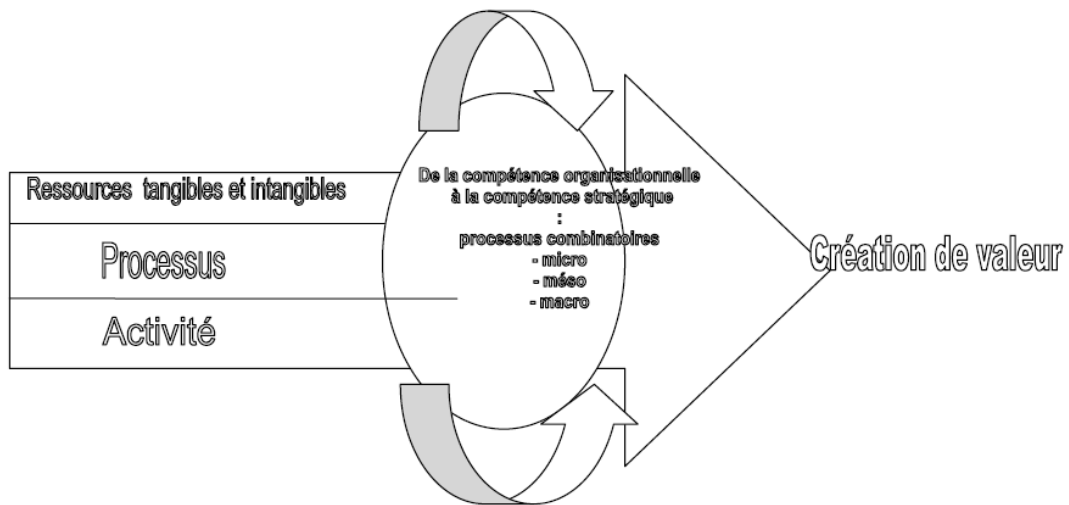 Ressources tangibles et intangibles
Processus
Activité
De la compétence organisationnelle
à la compétence stratégique
:
processus combinatoires
- micro
- méso
- macro
Création de valeur